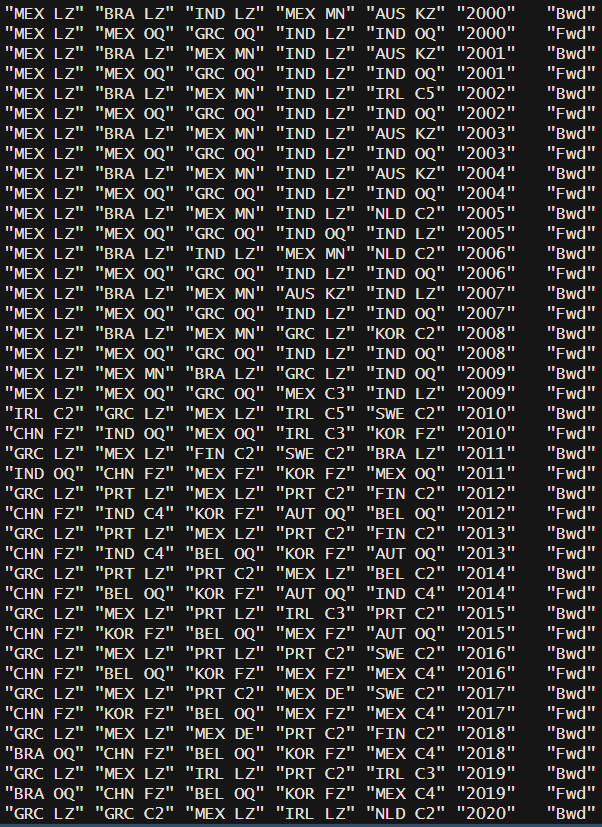 "MEX LZ" "BRA LZ" "IND LZ" "MEX MN" "AUS KZ" "2000" "Bwd"
"MEX LZ" "MEX OQ" "GRC OQ" "IND LZ" "IND OQ" "2000" "Fwd"
"MEX LZ" "BRA LZ" "MEX MN" "IND LZ" "AUS KZ" "2001" "Bwd"
"MEX LZ" "MEX OQ" "GRC OQ" "IND LZ" "IND OQ" "2001" "Fwd"
"MEX LZ" "BRA LZ" "MEX MN" "IND LZ" "IRL C5" "2002" "Bwd"
"MEX LZ" "MEX OQ" "GRC OQ" "IND LZ" "IND OQ" "2002" "Fwd"
"MEX LZ" "BRA LZ" "MEX MN" "IND LZ" "AUS KZ" "2003" "Bwd"
"MEX LZ" "MEX OQ" "GRC OQ" "IND LZ" "IND OQ" "2003" "Fwd"
"MEX LZ" "BRA LZ" "MEX MN" "IND LZ" "AUS KZ" "2004" "Bwd"
"MEX LZ" "MEX OQ" "GRC OQ" "IND LZ" "IND OQ" "2004" "Fwd"
"MEX LZ" "BRA LZ" "MEX MN" "IND LZ" "NLD C2" "2005" "Bwd"
"MEX LZ" "MEX OQ" "GRC OQ" "IND OQ" "IND LZ" "2005" "Fwd"
"MEX LZ" "BRA LZ" "IND LZ" "MEX MN" "NLD C2" "2006" "Bwd"
"MEX LZ" "MEX OQ" "GRC OQ" "IND LZ" "IND OQ" "2006" "Fwd"
"MEX LZ" "BRA LZ" "MEX MN" "AUS KZ" "IND LZ" "2007" "Bwd"
"MEX LZ" "MEX OQ" "GRC OQ" "IND LZ" "IND OQ" "2007" "Fwd"
"MEX LZ" "BRA LZ" "MEX MN" "GRC LZ" "KOR C2" "2008" "Bwd"
"MEX LZ" "MEX OQ" "GRC OQ" "IND LZ" "IND OQ" "2008" "Fwd"
"MEX LZ" "MEX MN" "BRA LZ" "GRC LZ" "IND OQ" "2009" "Bwd"
"MEX LZ" "MEX OQ" "GRC OQ" "MEX C3" "IND LZ" "2009" "Fwd"
"IRL C2" "GRC LZ" "MEX LZ" "IRL C5" "SWE C2" "2010" "Bwd"
"CHN FZ" "IND OQ" "MEX OQ" "IRL C3" "KOR FZ" "2010" "Fwd"
"GRC LZ" "MEX LZ" "FIN C2" "SWE C2" "BRA LZ" "2011" "Bwd"
"IND OQ" "CHN FZ" "MEX FZ" "KOR FZ" "MEX OQ" "2011" "Fwd"
"GRC LZ" "PRT LZ" "MEX LZ" "PRT C2" "FIN C2" "2012" "Bwd"
"CHN FZ" "IND C4" "KOR FZ" "AUT OQ" "BEL OQ" "2012" "Fwd"
"GRC LZ" "PRT LZ" "MEX LZ" "PRT C2" "FIN C2" "2013" "Bwd"
"CHN FZ" "IND C4" "BEL OQ" "KOR FZ" "AUT OQ" "2013" "Fwd"
"GRC LZ" "PRT LZ" "PRT C2" "MEX LZ" "BEL C2" "2014" "Bwd"
"CHN FZ" "BEL OQ" "KOR FZ" "AUT OQ" "IND C4" "2014" "Fwd"
"GRC LZ" "MEX LZ" "PRT LZ" "IRL C3" "PRT C2" "2015" "Bwd"
"CHN FZ" "KOR FZ" "BEL OQ" "MEX FZ" "AUT OQ" "2015" "Fwd"
"GRC LZ" "MEX LZ" "PRT LZ" "PRT C2" "SWE C2" "2016" "Bwd"
"CHN FZ" "BEL OQ" "KOR FZ" "MEX FZ" "MEX C4" "2016" "Fwd"
"GRC LZ" "MEX LZ" "PRT C2" "MEX DE" "SWE C2" "2017" "Bwd"
"CHN FZ" "KOR FZ" "BEL OQ" "MEX FZ" "MEX C4" "2017" "Fwd"
"GRC LZ" "MEX LZ" "MEX DE" "PRT C2" "FIN C2" "2018" "Bwd"
"BRA OQ" "CHN FZ" "BEL OQ" "KOR FZ" "MEX C4" "2018" "Fwd"
"GRC LZ" "MEX LZ" "IRL LZ" "PRT C2" "IRL C3" "2019" "Bwd"
"BRA OQ" "CHN FZ" "BEL OQ" "KOR FZ" "MEX C4" "2019" "Fwd"
"GRC LZ" "GRC C2" "MEX LZ" "IRL LZ" "NLD C2" "2020" "Bwd"